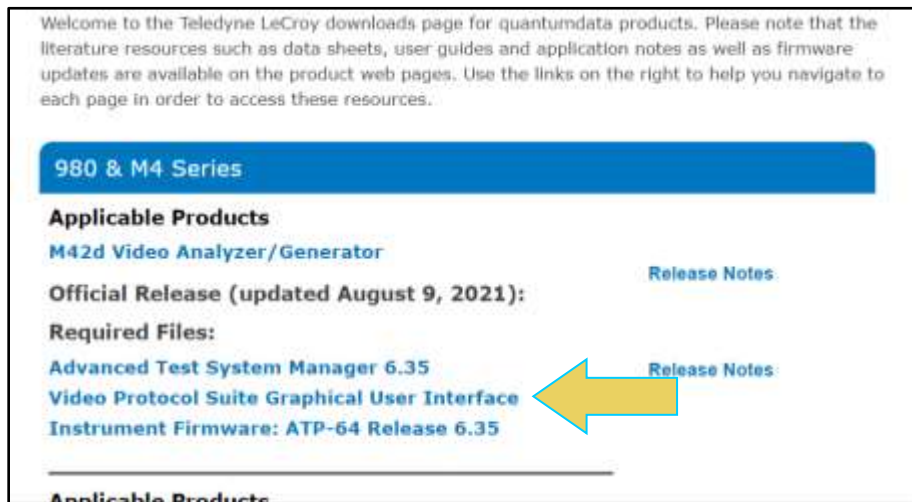 Welcome to the Teledyne LeCroy downloads page for quantumdata products. Please note that the
literature resources such as data sheets, user guides and application notes as well as firmware
updates are available on the product web pages. Use the links on the right to help you navigate to
each page in order to access these resources.
980 & M4 Series
Applicable Products
M42d Video Analyzer/Generator
Release Notes
Official Release (updated August 9, 2021):
Required Files:
Advanced Test System Manager 6.35
Release Notes
Video Protocol Suite Graphical User Interface
Instrument Firmware: ATP-64 Release 6.35
Applicable Products